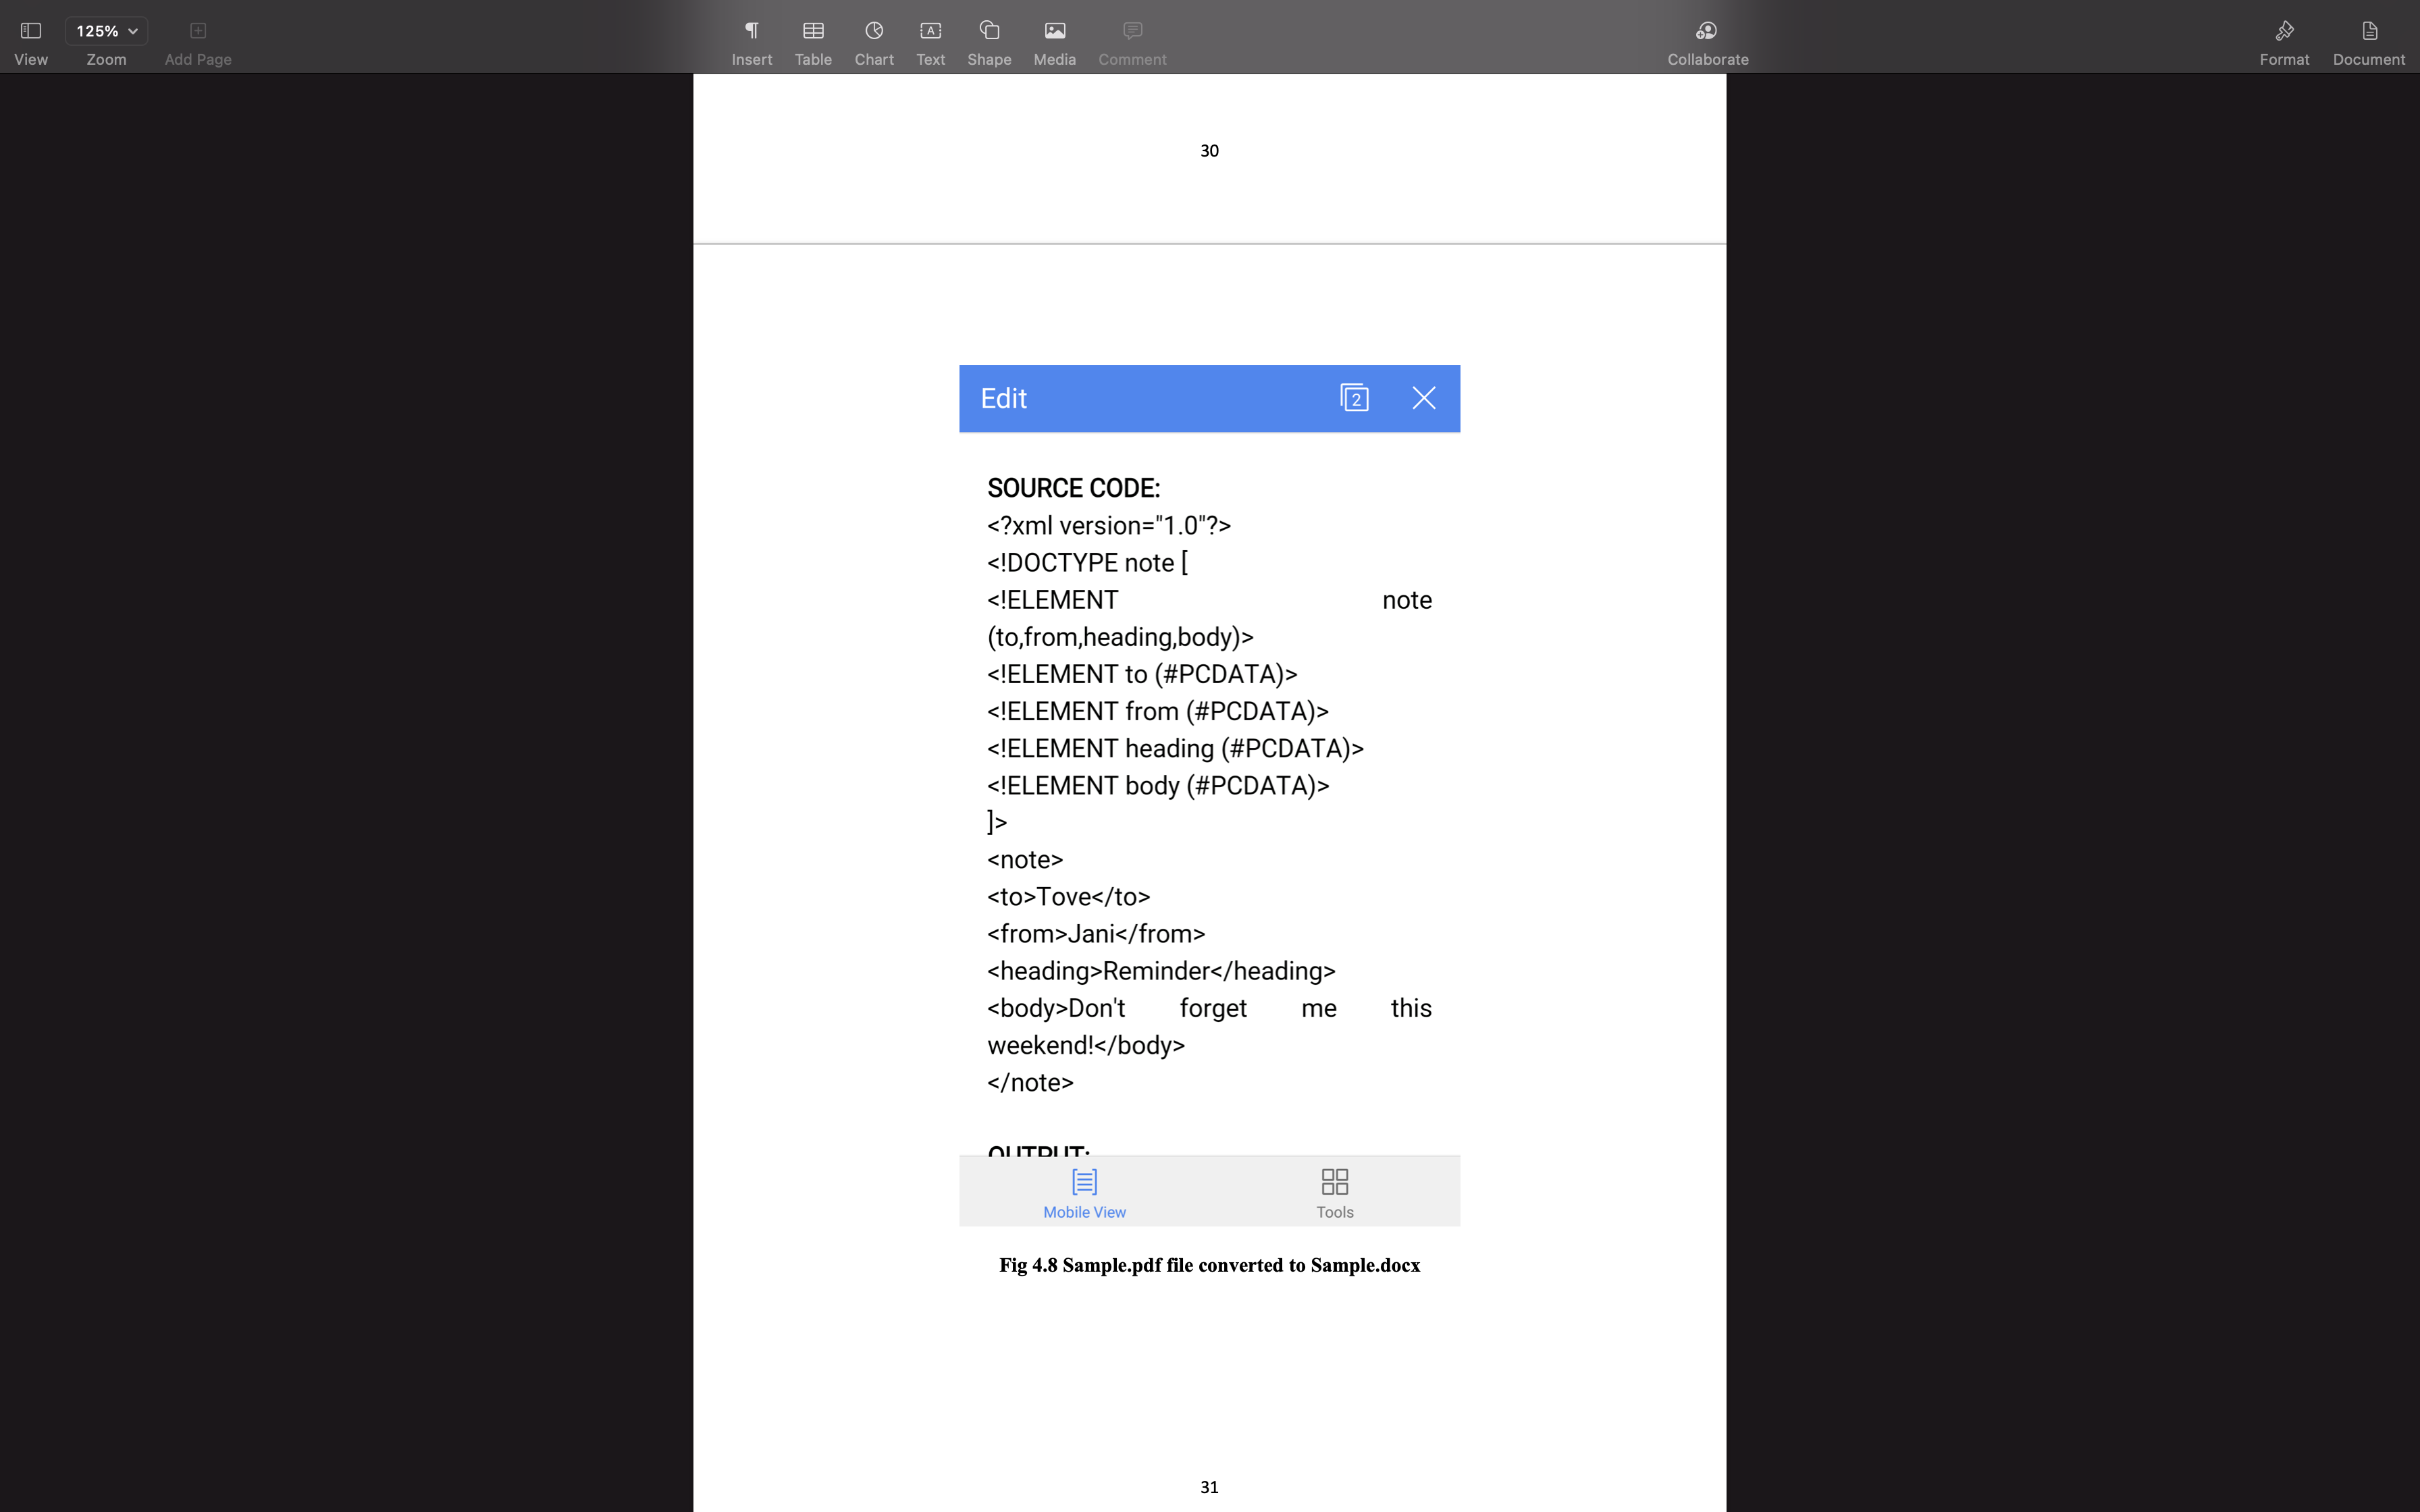 125%
View Zoom Add Page Insert Table Chart Text Shape Media Comment Collaborate Format Document
30
Edit 2
SOURCE CODE:
<?xml version="1.0"?>
<!DOCTYPE note [
<!ELEMENT note
(to,from,heading,body)>
<!ELEMENT to (#PCDATA)>
<!ELEMENT from (#PCDATA)>
<!ELEMENT heading (#PCDATA)>
<!ELEMENT body (#PCDATA)>
]>
<note>
<to>Tove</to>
<from>Jani</from>
<heading>Reminder</heading>
<body>Don't forget me this
weekend!</body>
</note>
OUTPUT:
Mobile View Tools
Fig 4.8 Sample.pdf file converted to Sample.docx
31